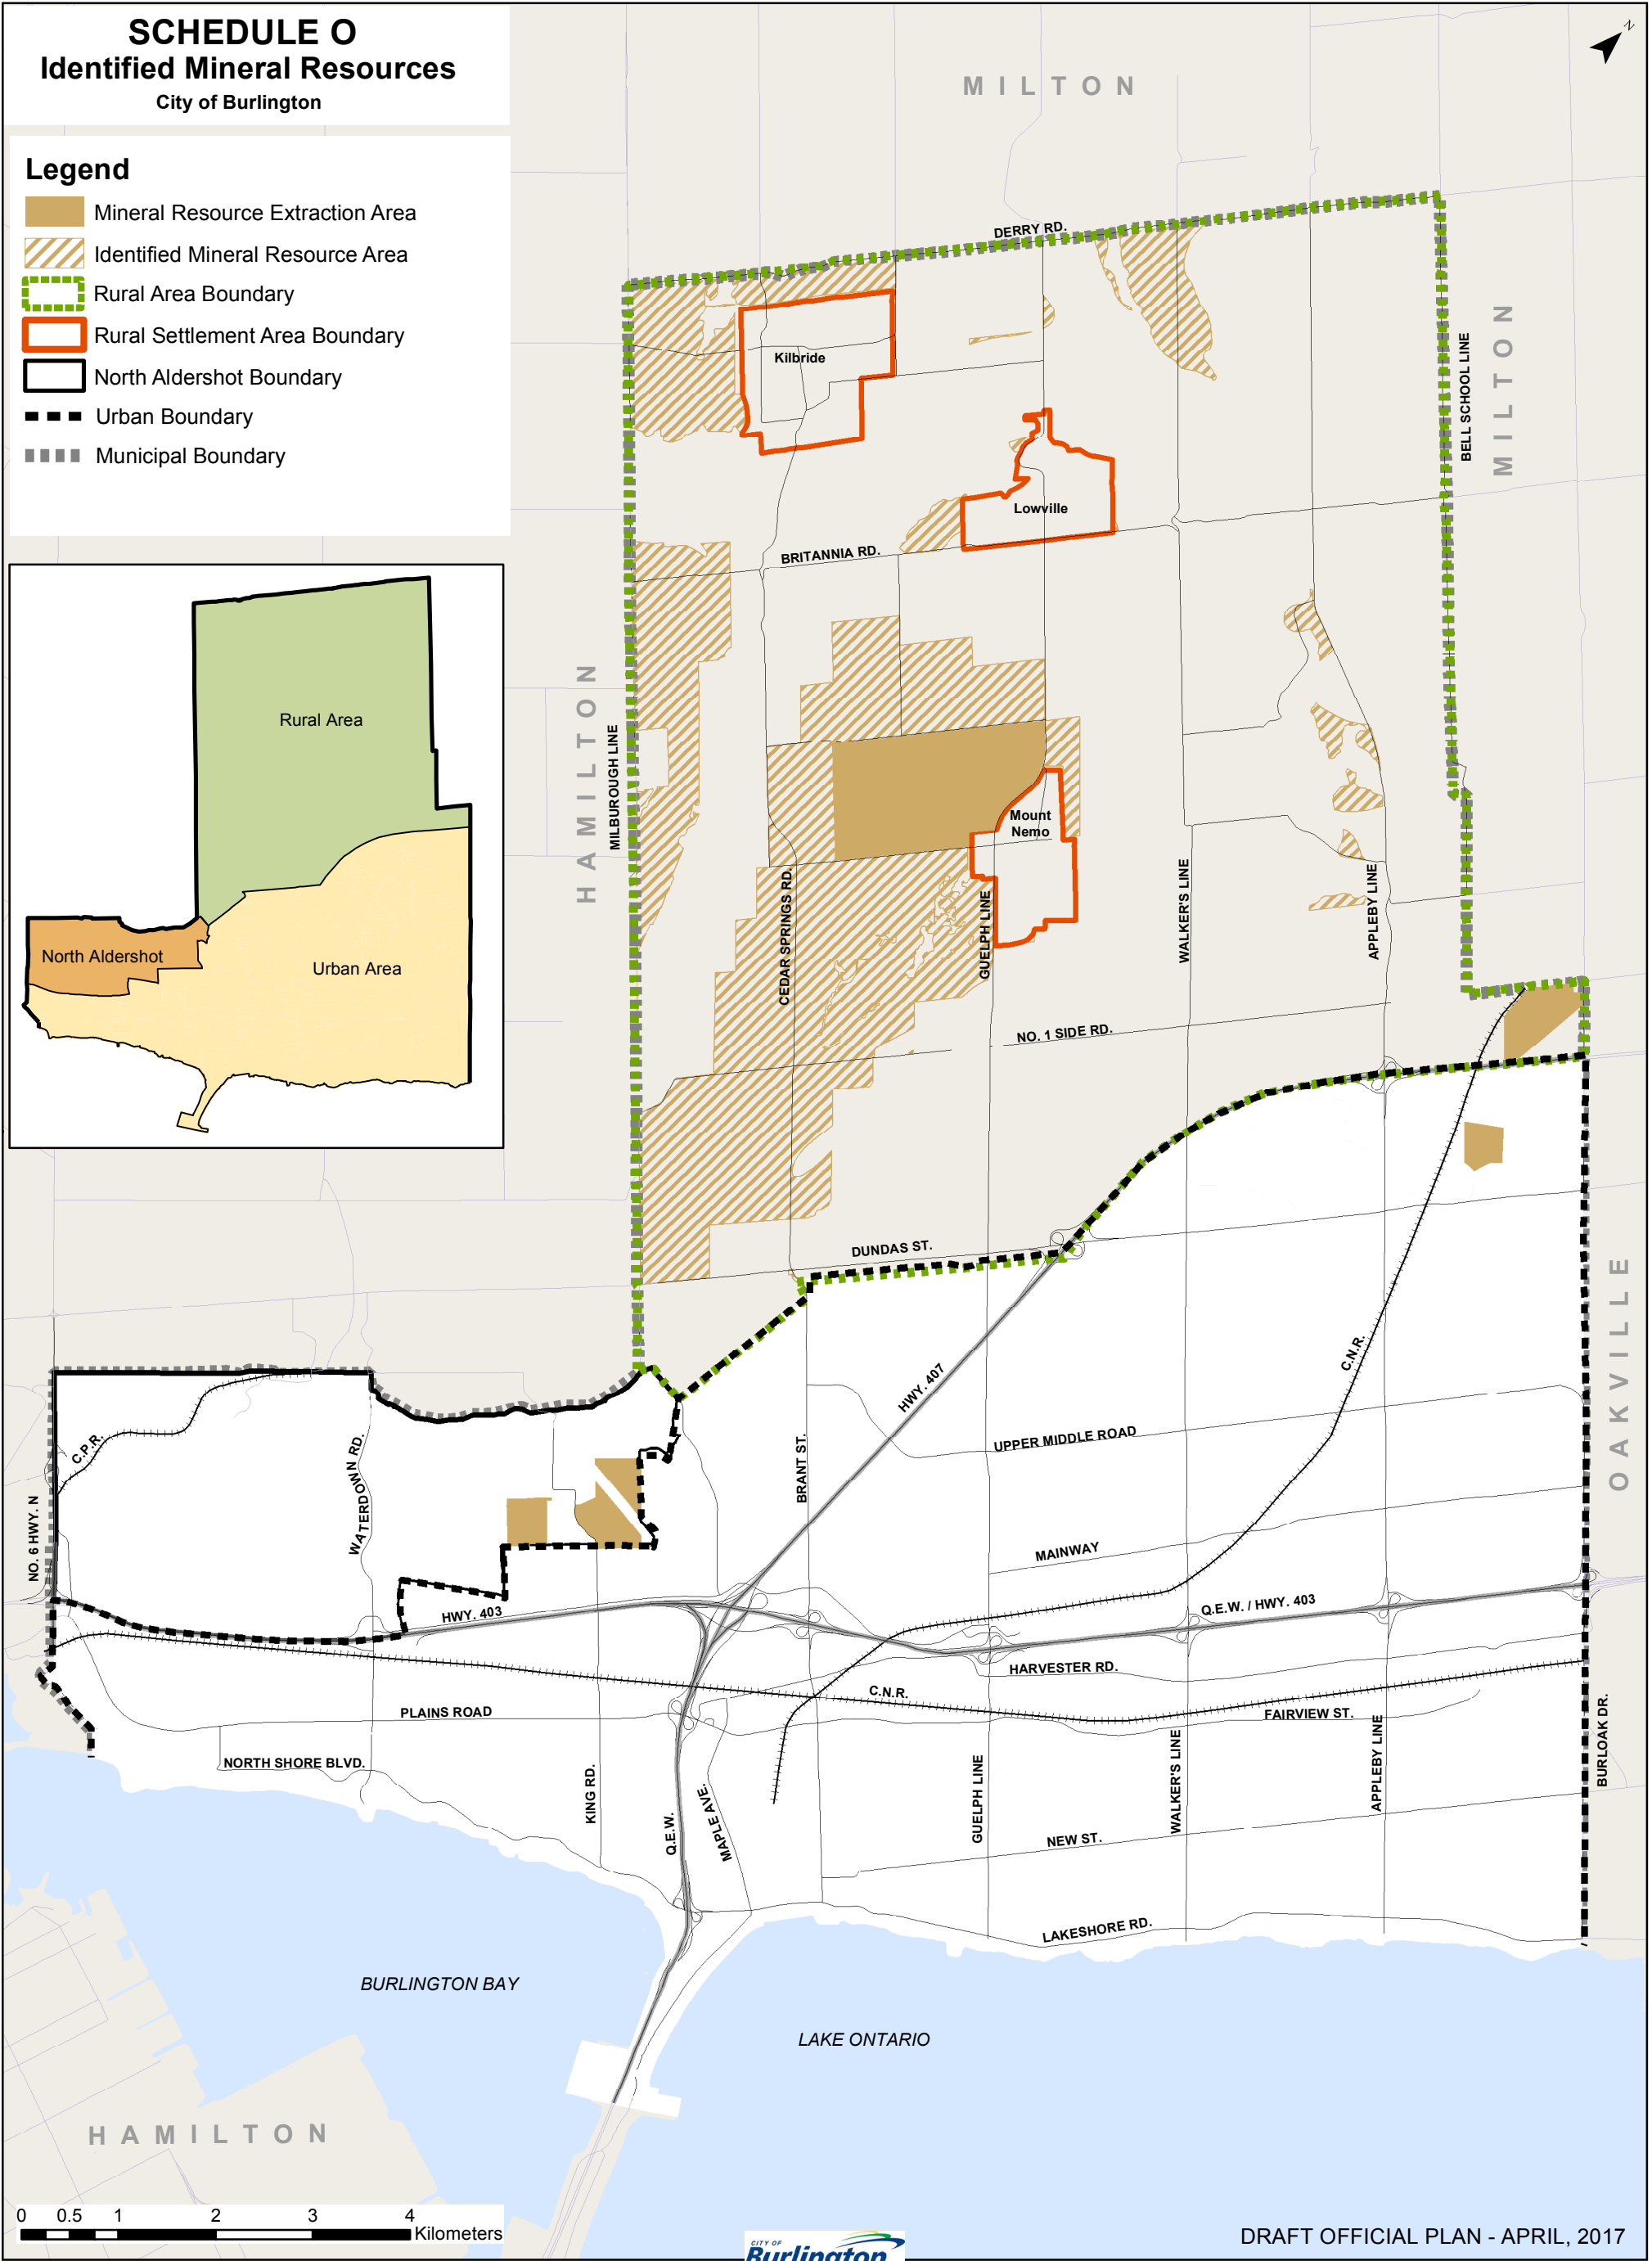 SCHEDULE O
Identified Mineral Resources
City of Burlington
Legend
Mineral Resource Extraction Area
Identified Mineral Resource Area
Rural Area Boundary
Rural Settlement Area Boundary
North Aldershot Boundary
Urban Boundary
Municipal Boundary
N
MILTON
DERRY RD.
Kilbride
BELL SCHOOL LINE
MILTON
Lowville
BRITANNIA RD.
Rural Area
North Aldershot
Urban Area
HAMILTON
MILBUROUGH LINE
Mount
Nemo
CEDAR SPRINGS RD.
GUELPH LINE
WALKER'S LINE
APPLEBY LINE
NO. 1 SIDE RD.
DUNDAS ST.
OAKVILLE
C.N.R.
HWY. 407
C.P.R.
UPPER MIDDLE ROAD
BRANT ST.
WATERDOWN RD.
NO. 6 HWY. N
MAINWAY
HWY. 403
Q.E.W. / HWY. 403
HARVESTER RD.
C.N.R.
PLAINS ROAD
FAIRVIEW ST.
BURLOAK DR.
NORTH SHORE BLVD.
KING RD.
Q.E.W.
MAPLE AVE.
GUELPH LINE
WALKER'S LINE
APPLEBY LINE
NEW ST.
LAKESHORE RD.
BURLINGTON BAY
LAKE ONTARIO
HAMILTON
0 0.5 1 2 3 4
Kilometers
CITY OF
Burlington
DRAFT OFFICIAL PLAN - APRIL, 2017